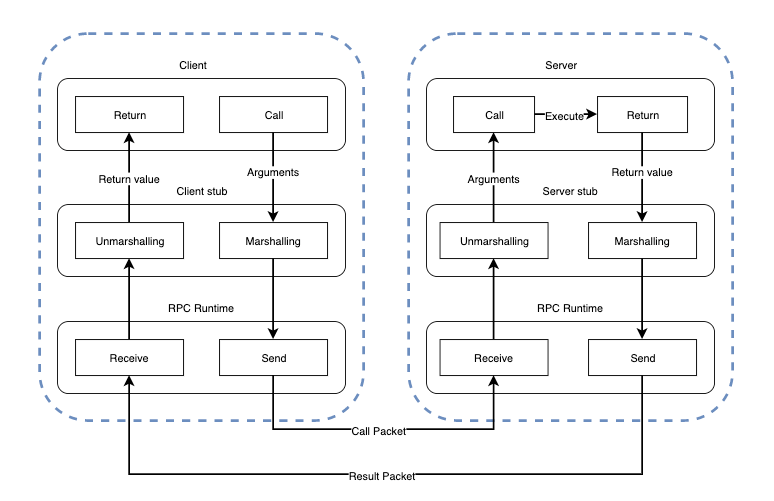 Client
Server
Return
Call
Call
Execute
Return
Return value
Arguments
Arguments
Return value
Client stub
Server stub
Unmarshalling
Marshalling
Unmarshalling
Marshalling
RPC Runtime
RPC Runtime
Receive
Send
Receive
Send
Call Packet
Result Packet